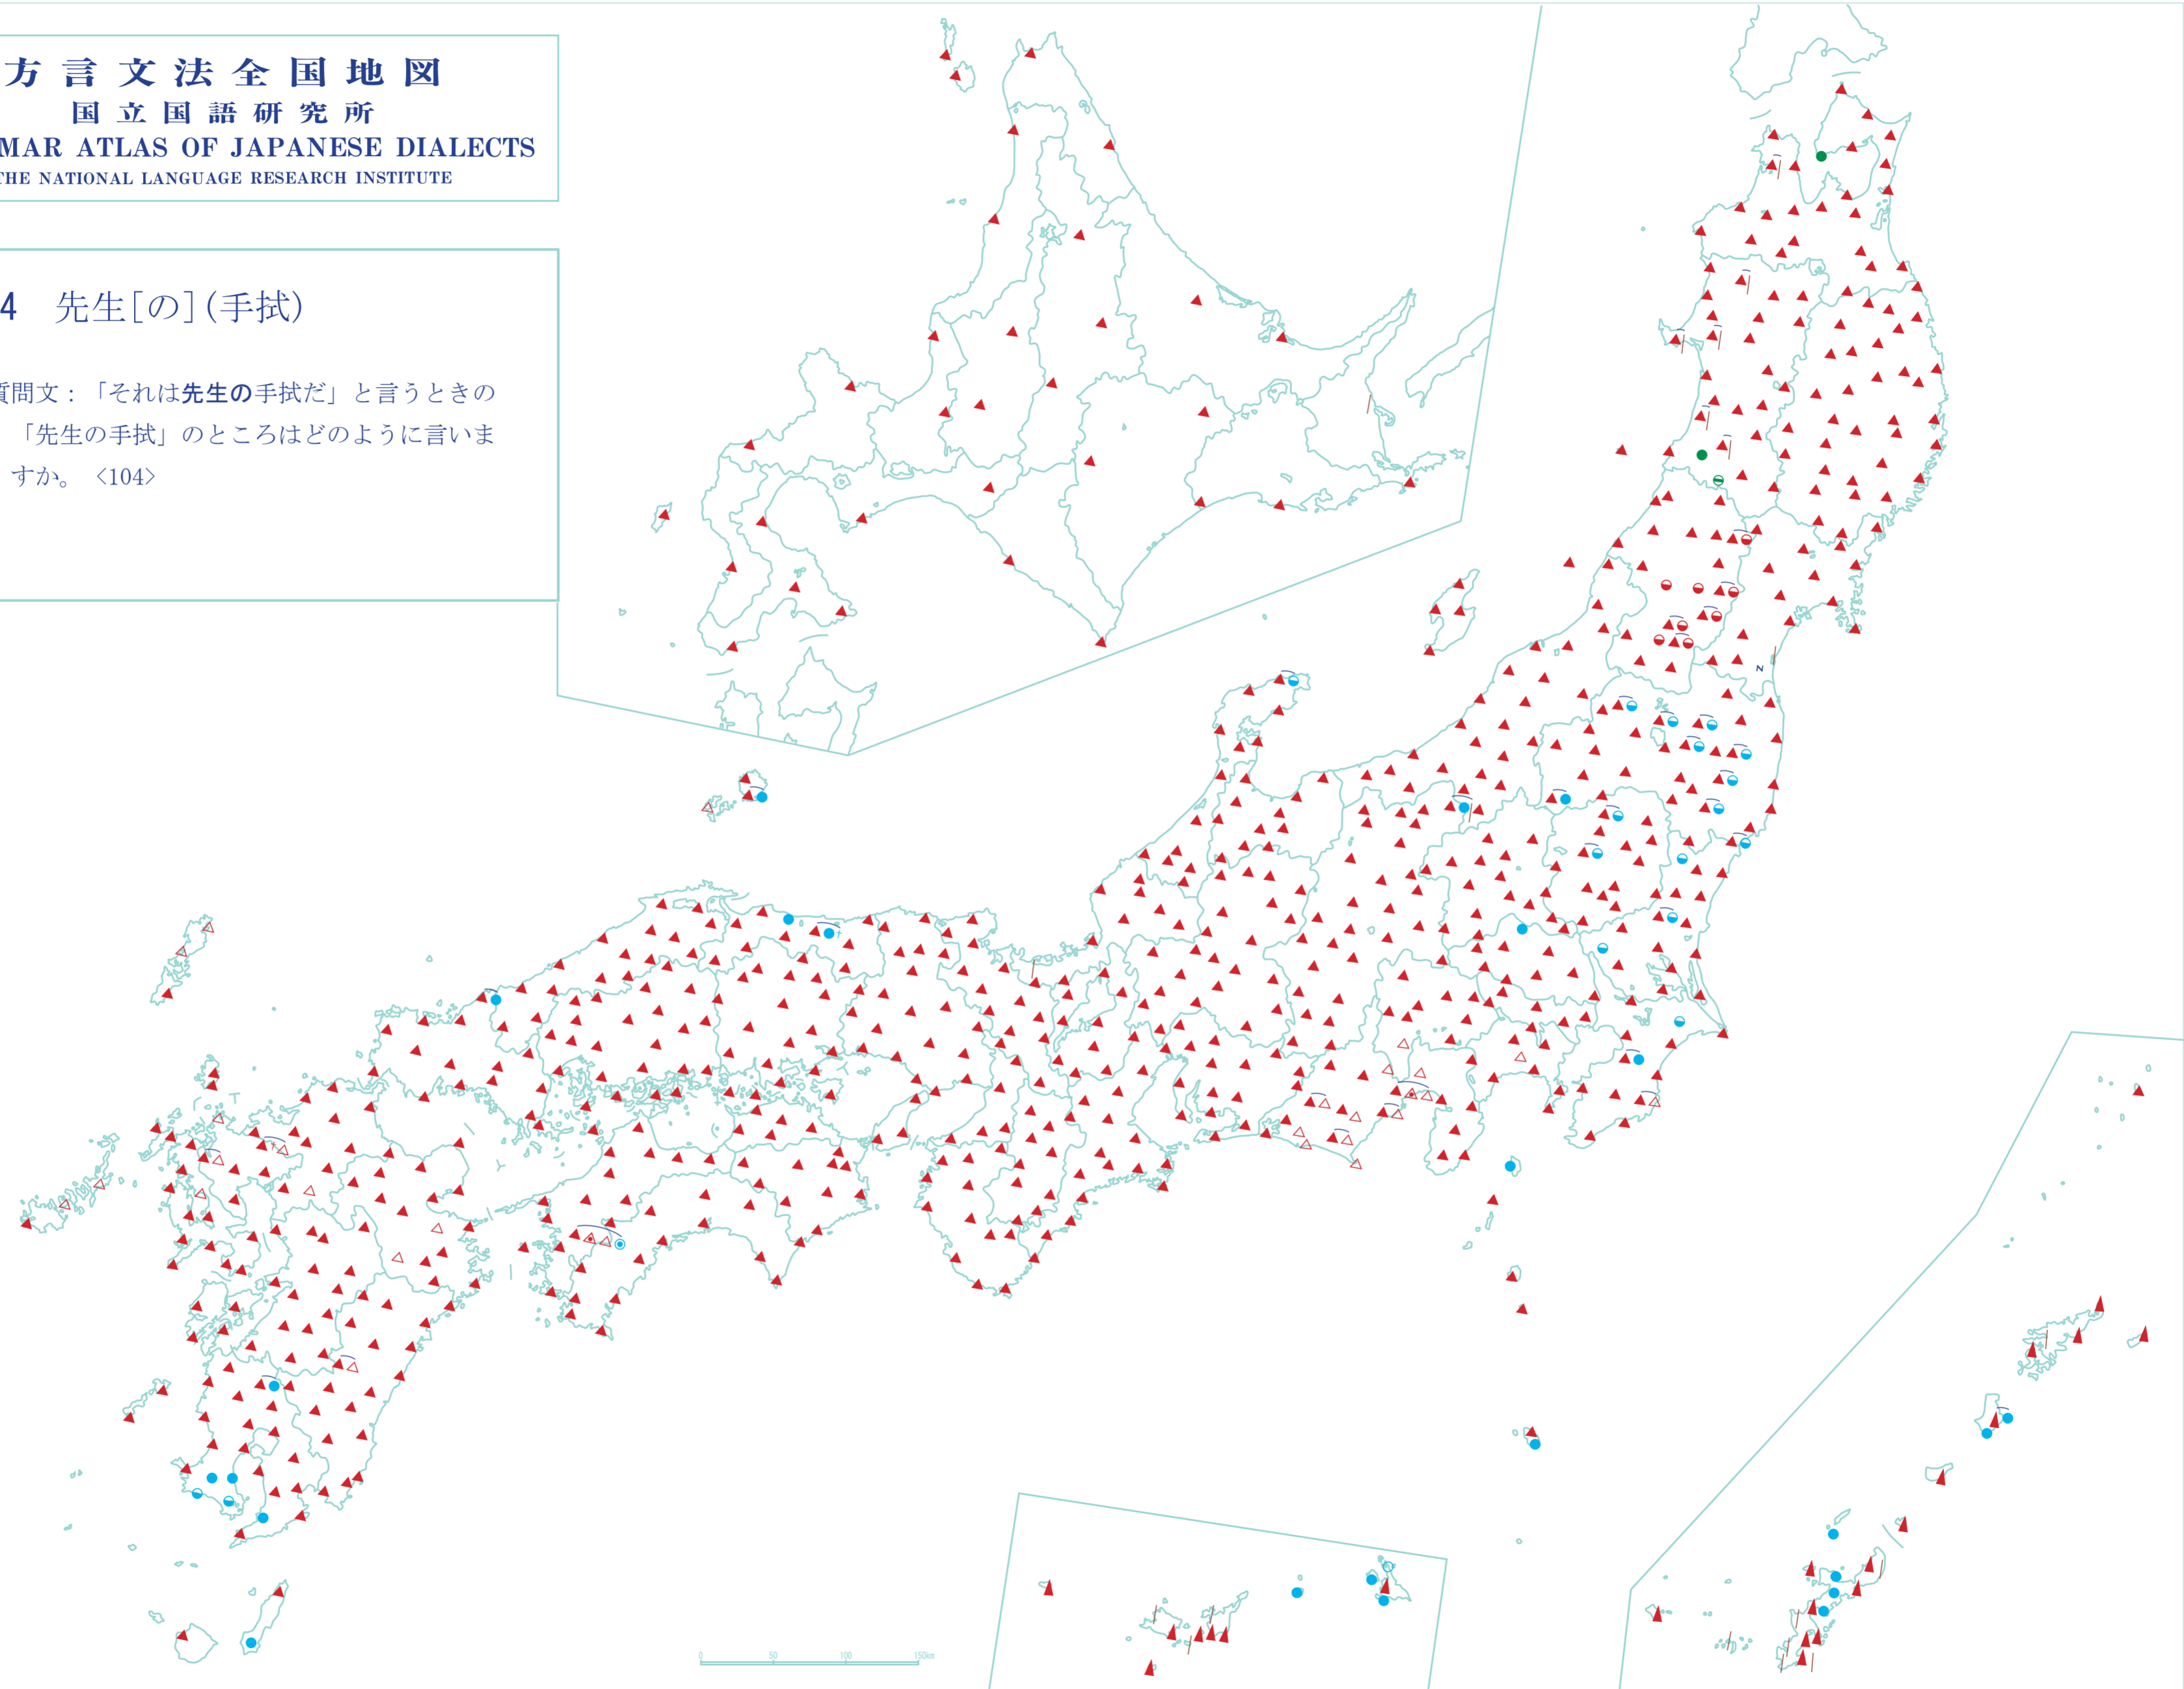 方言文法全国地図
国立国語研究所
MAR ATLAS OF JAPANESE DIALECTS
THE NATIONAL LANGUAGE RESEARCH INSTITUTE
4 先生[の](手拭)
質問文：「それは先生の手拭だ」と言うときの
「先生の手拭」のところはどのように言いま
すか。 <104>
N
0 50 100 150km